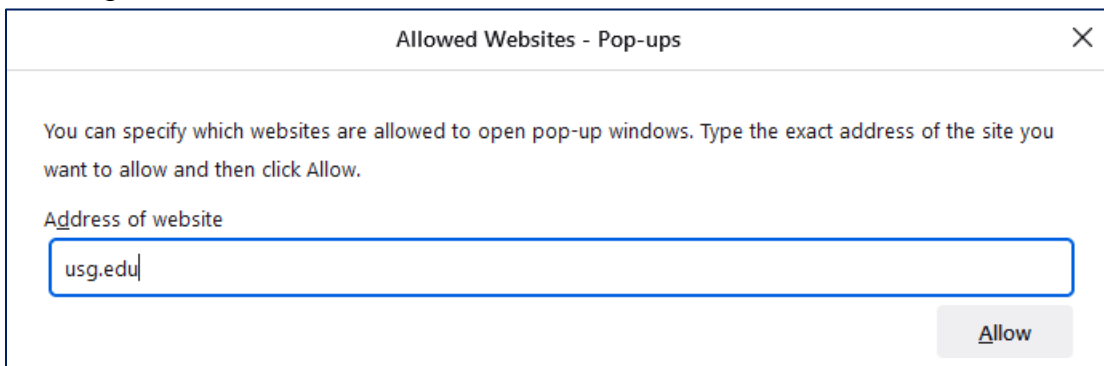 Allowed Websites - Pop-ups
You can specify which websites are allowed to open pop-up windows. Type the exact address of the site you
want to allow and then click Allow.
Address of website
usg.edu
Allow